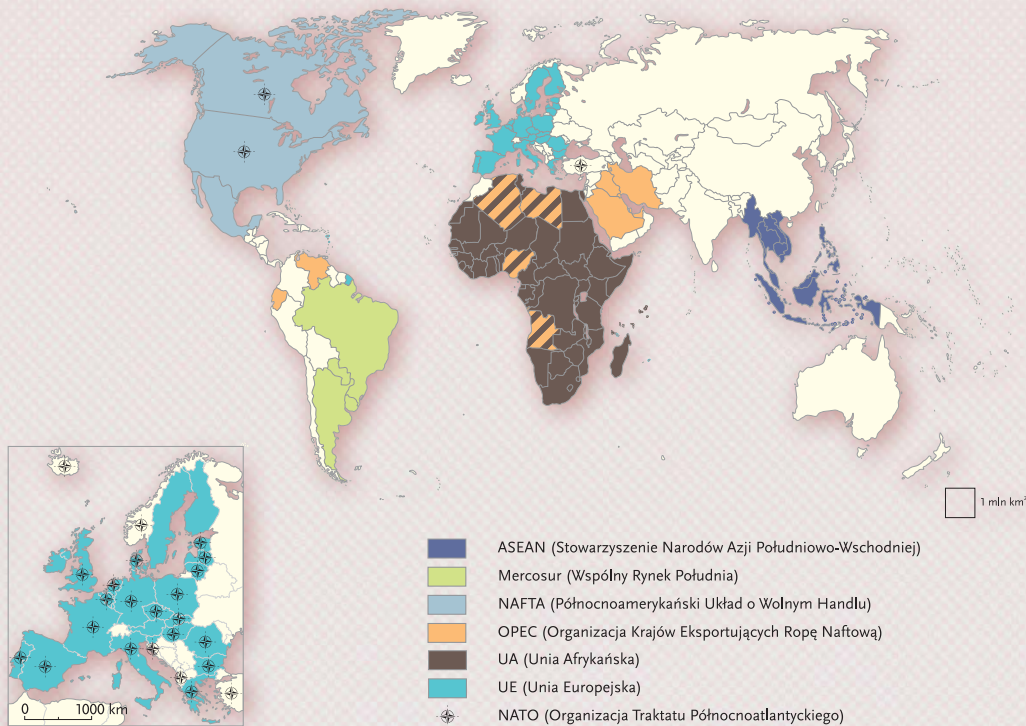 1 mln km²
0 1000 km
ASEAN (Stowarzyszenie Narodów Azji Południowo-Wschodniej)
Mercosur (Wspólny Rynek Południa)
NAFTA (Północnoamerykański Układ o Wolnym Handlu)
OPEC (Organizacja Krajów Eksportujących Ropę Naftową)
UA (Unia Afrykańska)
UE (Unia Europejska)
NATO (Organizacja Traktatu Północnoatlantyckiego)